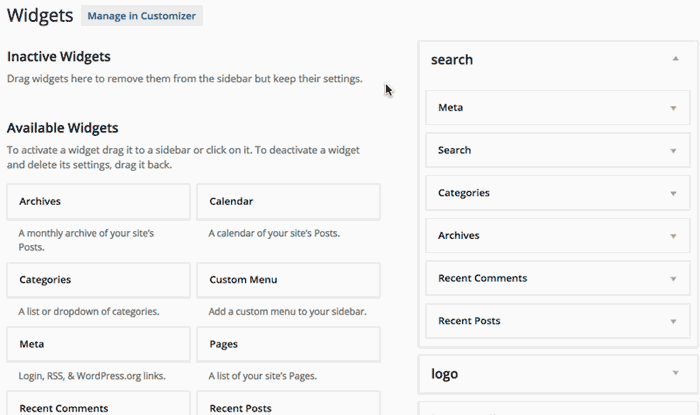 Widgets
Manage in Customizer
Inactive Widgets
Drag widgets here to remove them from the sidebar but keep their settings.
Available Widgets
To activate a widget drag it to a sidebar or click on it. To deactivate a widget
and delete its settings, drag it back.
Archives
Calendar
A monthly archive of your site's
Posts.
A calendar of your site's Posts.
Categories
Custom Menu
A list or dropdown of categories.
Add a custom menu to your sidebar.
Meta
Pages
Login, RSS, & WordPress.org links.
A list of your site's Pages.
Recent Comments
Recent Posts
search
Meta
Search
Categories
Archives
Recent Comments
Recent Posts
logo